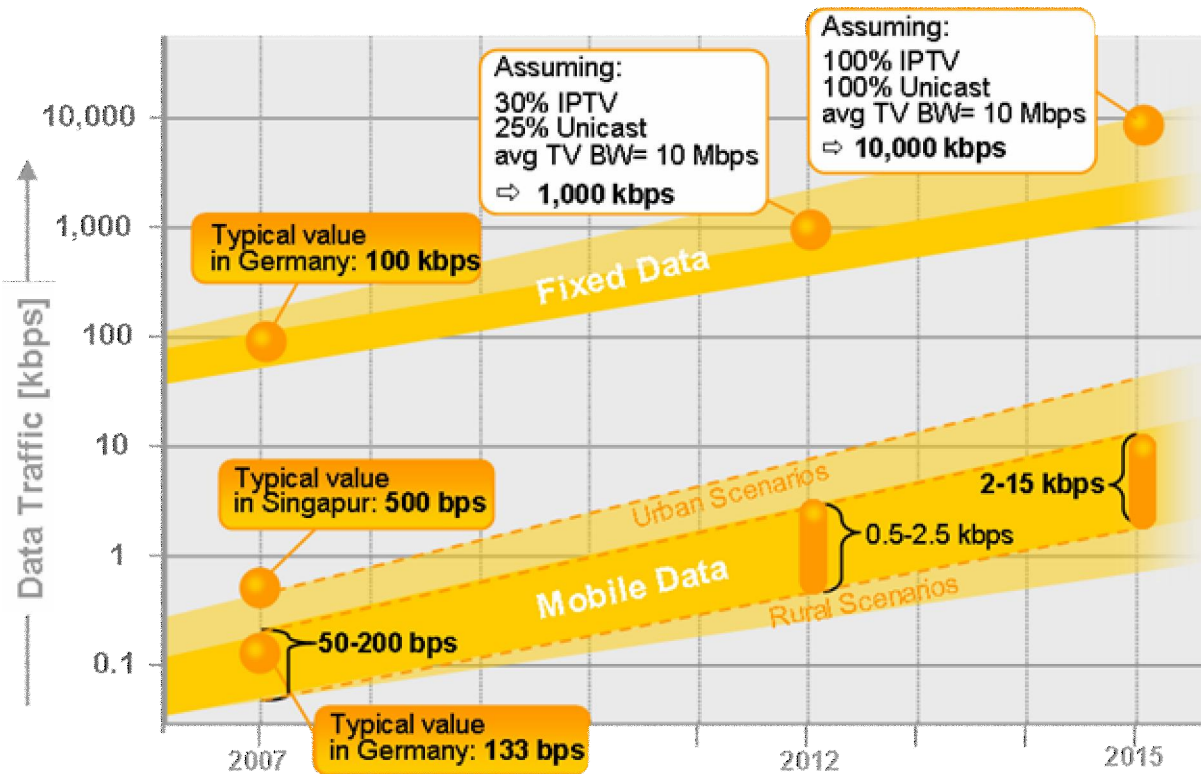 Assuming:
100% IPTV
100% Unicast
avg TV BW= 10 Mbps
⇨ 10,000 kbps
Assuming:
30% IPTV
25% Unicast
avg TV BW= 10 Mbps
⇨ 1,000 kbps
10,000
1,000
100
10
1
0.1
Data Traffic [kbps]
Typical value
in Germany: 100 kbps
Fixed Data
Typical value
in Singapur: 500 bps
Urban Scenarios
2-15 kbps
0.5-2.5 kbps
Mobile Data
Rural Scenarios
50-200 bps
Typical value
in Germany: 133 bps
2007
2012
2015